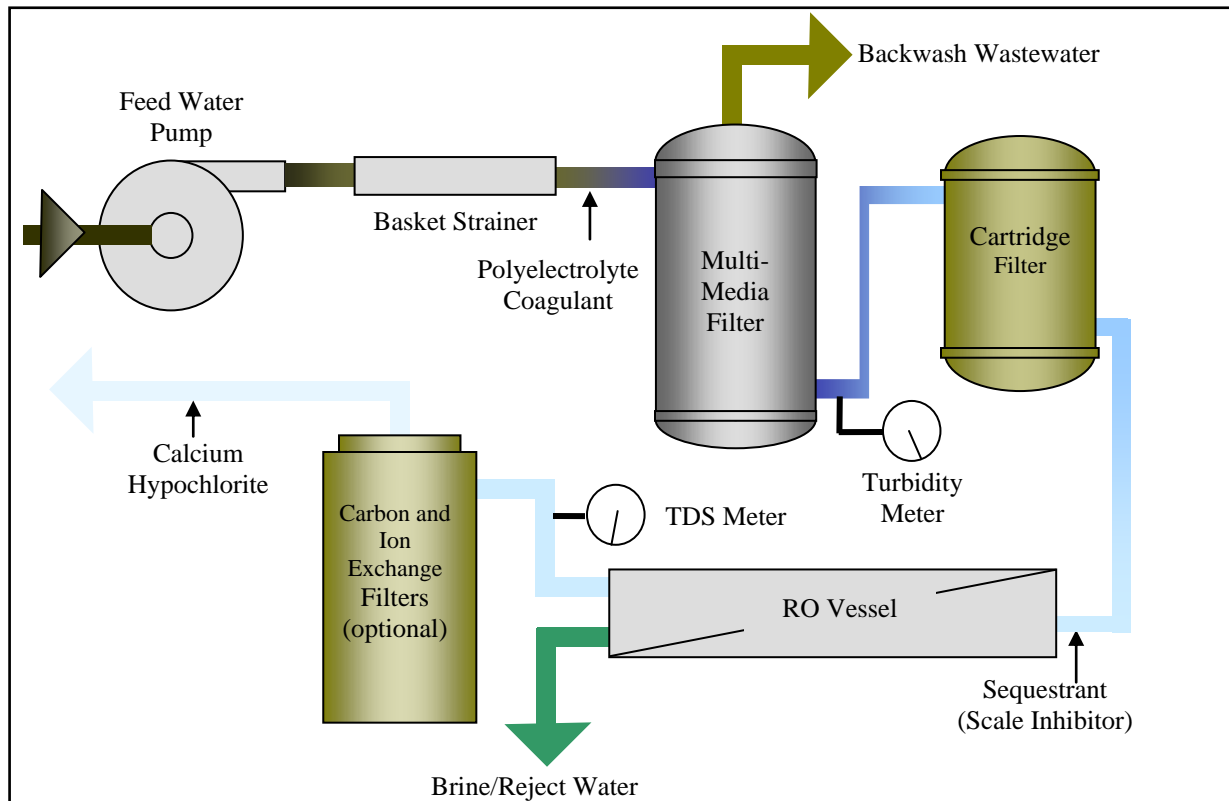 Backwash Wastewater
Feed Water
Pump
Basket Strainer
Polyelectrolyte
Coagulant
Multi-
Media
Filter
Cartridge
Filter
Turbidity
Meter
Calcium
Hypochlorite
Carbon and
Ion
Exchange
Filters
(optional)
TDS Meter
RO Vessel
Sequestrant
(Scale Inhibitor)
Brine/Reject Water